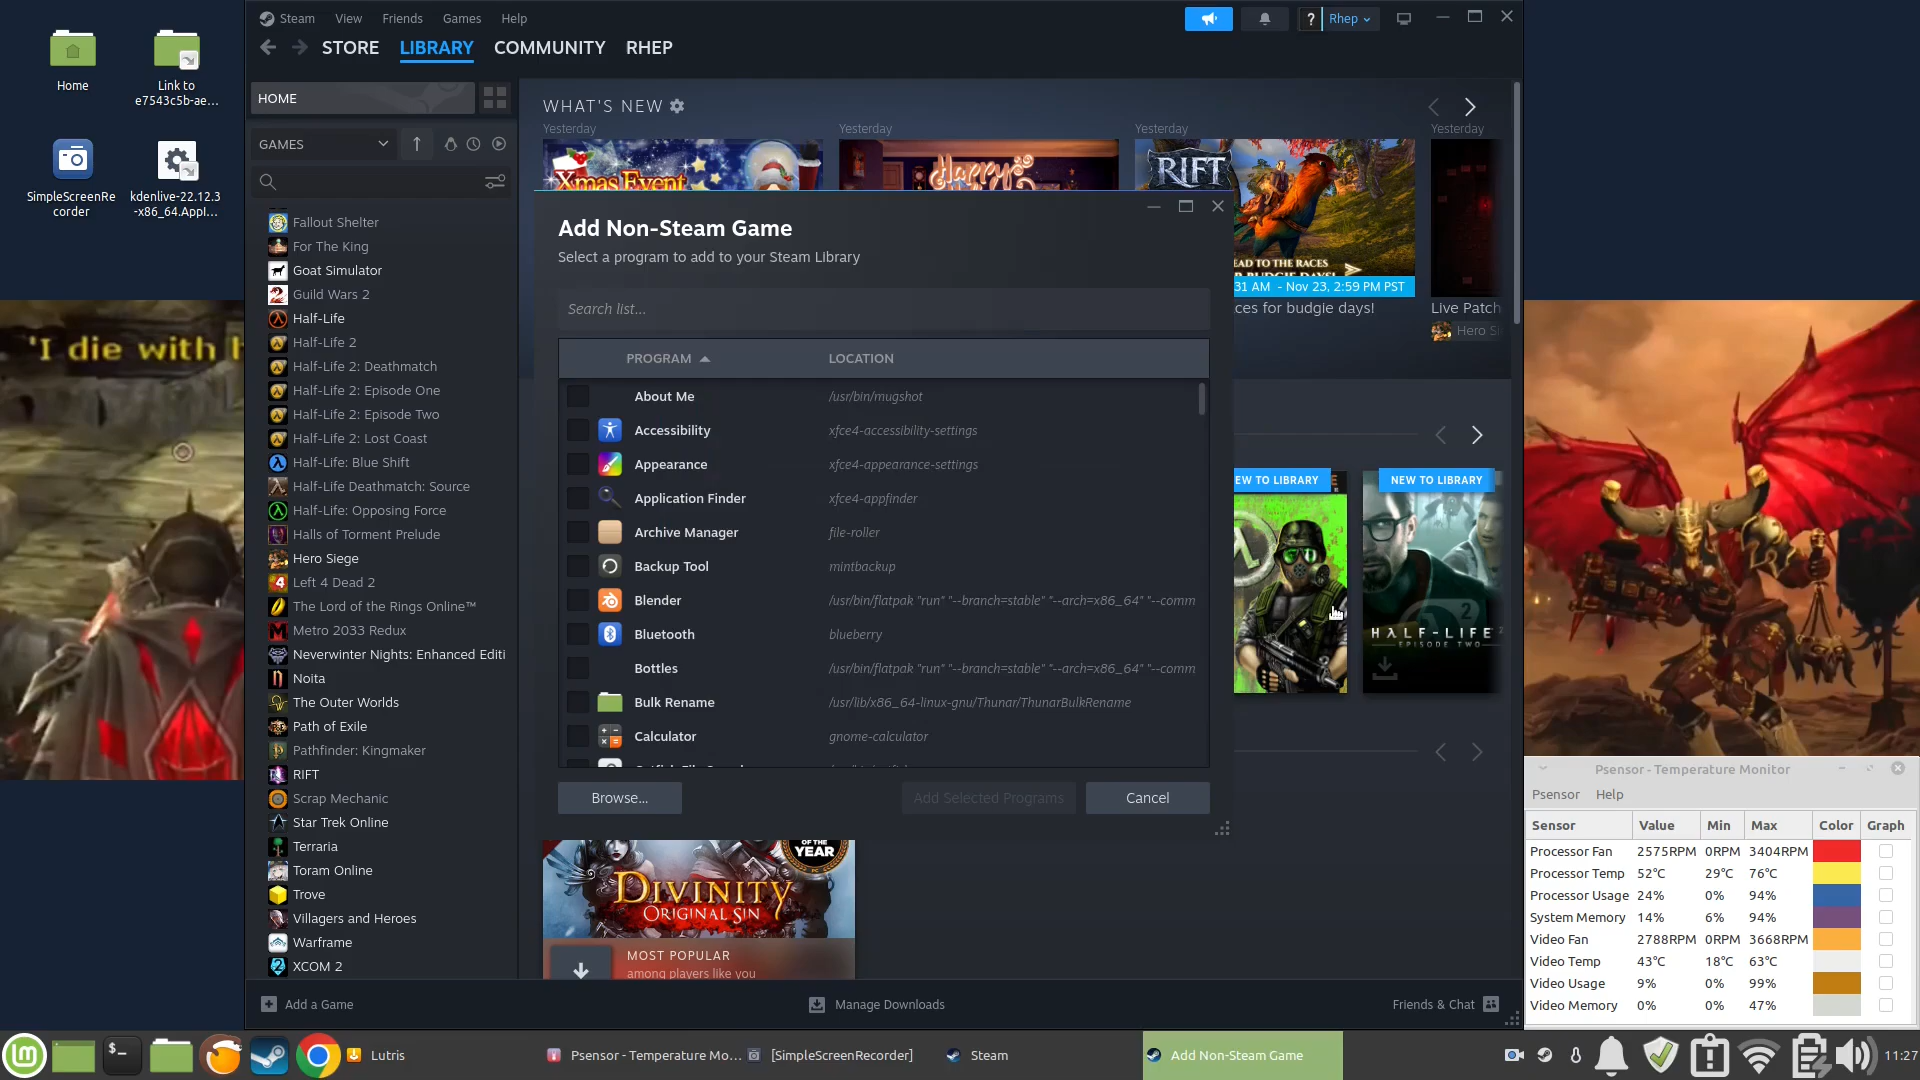 Home
Link to
e7543c5b-ae...
SimpleScreenRe
corder
kdenlive-22.12.3
-x86_64.AppI...
'I die with h
Steam
View
Friends
Games
Help
?
Rhep
STORE
LIBRARY
COMMUNITY
RHEP
HOME
GAMES
Fallout Shelter
For The King
Goat Simulator
Guild Wars 2
Half-Life
Half-Life 2
Half-Life 2: Deathmatch
Half-Life 2: Episode One
Half-Life 2: Episode Two
Half-Life 2: Lost Coast
Half-Life: Blue Shift
Half-Life Deathmatch: Source
Half-Life: Opposing Force
Halls of Torment Prelude
Hero Siege
Left 4 Dead 2
The Lord of the Rings Online™
Metro 2033 Redux
Neverwinter Nights: Enhanced Editi
Noita
The Outer Worlds
Path of Exile
Pathfinder: Kingmaker
RIFT
Scrap Mechanic
Star Trek Online
Terraria
Toram Online
Trove
Villagers and Heroes
Warframe
XCOM 2
WHAT'S NEW
Yesterday
Yesterday
Yesterday
Yesterday
Xmas Event
Happy
RIFT
EAD TO THE RACES
R BUDGIE DAYS!
31 AM - Nov 23, 2:59 PM PST
ces for budgie days!
Live Patch
Hero Si
Add Non-Steam Game
Select a program to add to your Steam Library
Search list...
PROGRAM
LOCATION
About Me
/usr/bin/mugshot
Accessibility
xfce4-accessibility-settings
Appearance
xfce4-appearance-settings
Application Finder
xfce4-appfinder
Archive Manager
file-roller
Backup Tool
mintbackup
Blender
/usr/bin/flatpak "run" "--branch=stable" "--arch=x86_64" "--comm
Bluetooth
blueberry
Bottles
/usr/bin/flatpak "run" "--branch=stable" "--arch=x86_64" "--comm
Bulk Rename
/usr/lib/x86_64-linux-gnu/Thunar/ThunarBulkRename
Calculator
gnome-calculator
Browse...
Add Selected Programs
Cancel
EW TO LIBRARY
NEW TO LIBRARY
2
HALF-LIFE 2
EPISODE TWO
OF THE
YEAR
DIVINITY
ORIGINAL SIN
MOST POPULAR
among players like you
Add a Game
Manage Downloads
Friends & Chat
Psensor - Temperature Monitor
Psensor
Help
Sensor
Value
Min
Max
Color
Graph
Processor Fan 2575RPM 0RPM 3404RPM
Processor Temp 52°C 29°C 76°C
Processor Usage 24% 0% 94%
System Memory 14% 6% 94%
Video Fan 2788RPM 0RPM 3668RPM
Video Temp 43°C 18°C 63°C
Video Usage 9% 0% 99%
Video Memory 0% 0% 47%
Lutris
Psensor - Temperature Mo...
[SimpleScreenRecorder]
Steam
Add Non-Steam Game
11:27